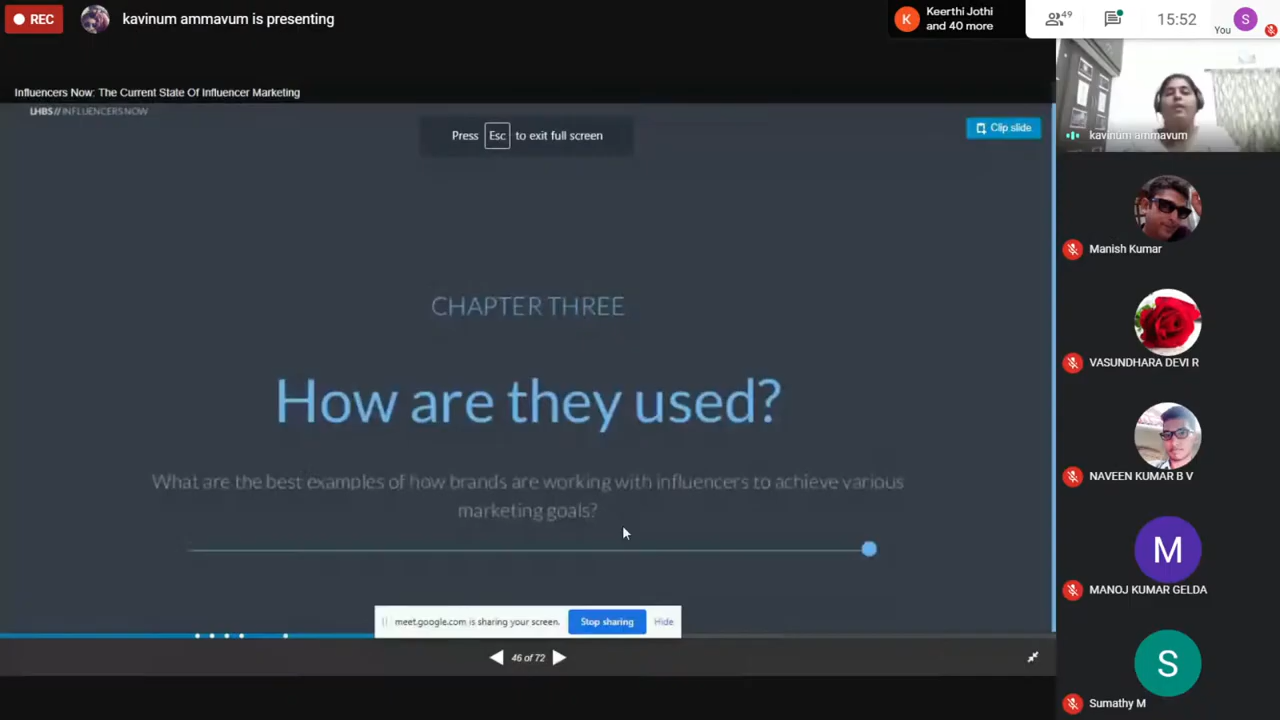 REC
kavinum ammavum is presenting
K
Keerthi Jothi
and 40 more
49
15:52
You
S
Influencers Now: The Current State Of Influencer Marketing
LHBS// INFLUENCERS NOW
Press Esc to exit full screen
Clip slide
kavinum ammavum
Manish Kumar
CHAPTER THREE
VASUNDHARA DEVI R
How are they used?
NAVEEN KUMAR B V
What are the best examples of how brands are working with influencers to achieve various
marketing goals?
M
MANOJ KUMAR GELDA
meet.google.com is sharing your screen.
Stop sharing
Hide
46 of 72
S
Sumathy M